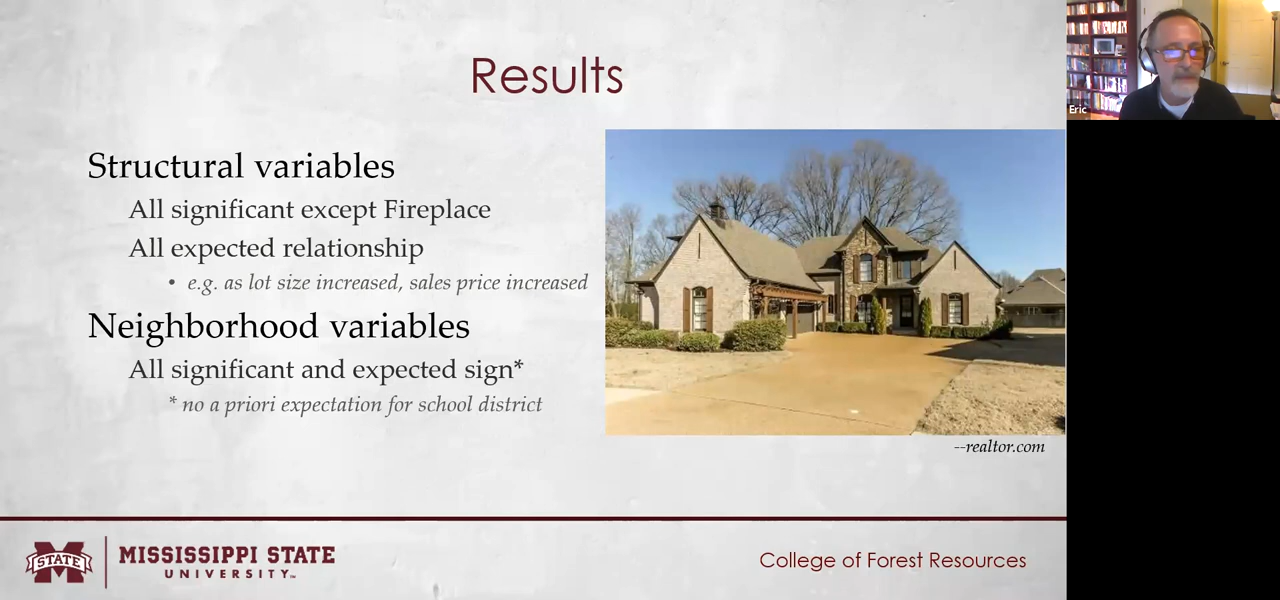 Results
Structural variables
All significant except Fireplace
All expected relationship
• e.g. as lot size increased, sales price increased
Neighborhood variables
All significant and expected sign*
* no a priori expectation for school district
--realtor.com
STATE
MISSISSIPPI STATE
UNIVERSITY™
College of Forest Resources
Eric